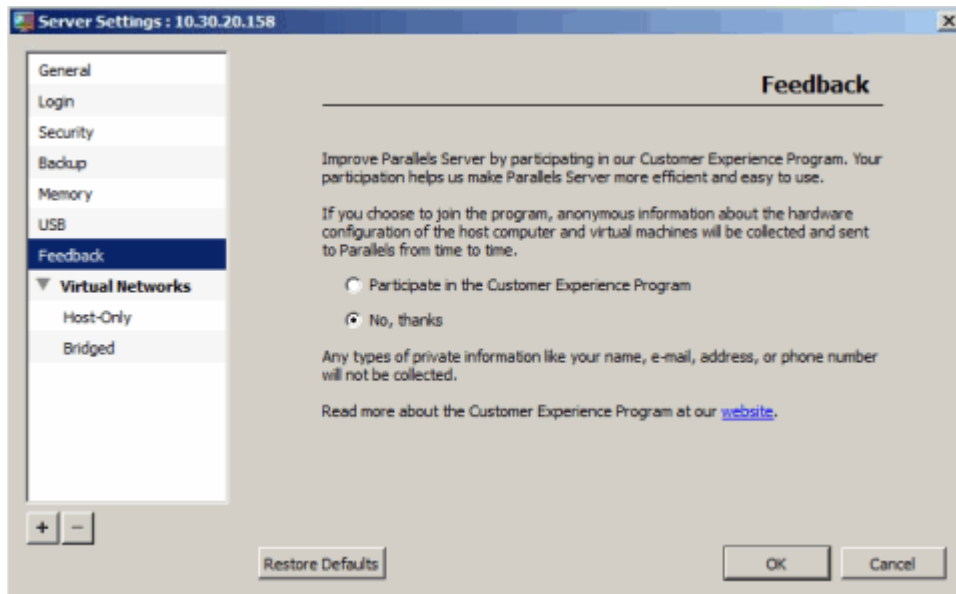 Server Settings : 10.30.20.158
General
Login
Security
Backup
Memory
USB
Feedback
Virtual Networks
Host-Only
Bridged
Feedback
Improve Parallels Server by participating in our Customer Experience Program. Your
participation helps us make Parallels Server more efficient and easy to use.
If you choose to join the program, anonymous information about the hardware
configuration of the host computer and virtual machines will be collected and sent
to Parallels from time to time.
Participate in the Customer Experience Program
No, thanks
Any types of private information like your name, e-mail, address, or phone number
will not be collected.
Read more about the Customer Experience Program at our website.
Restore Defaults
OK
Cancel